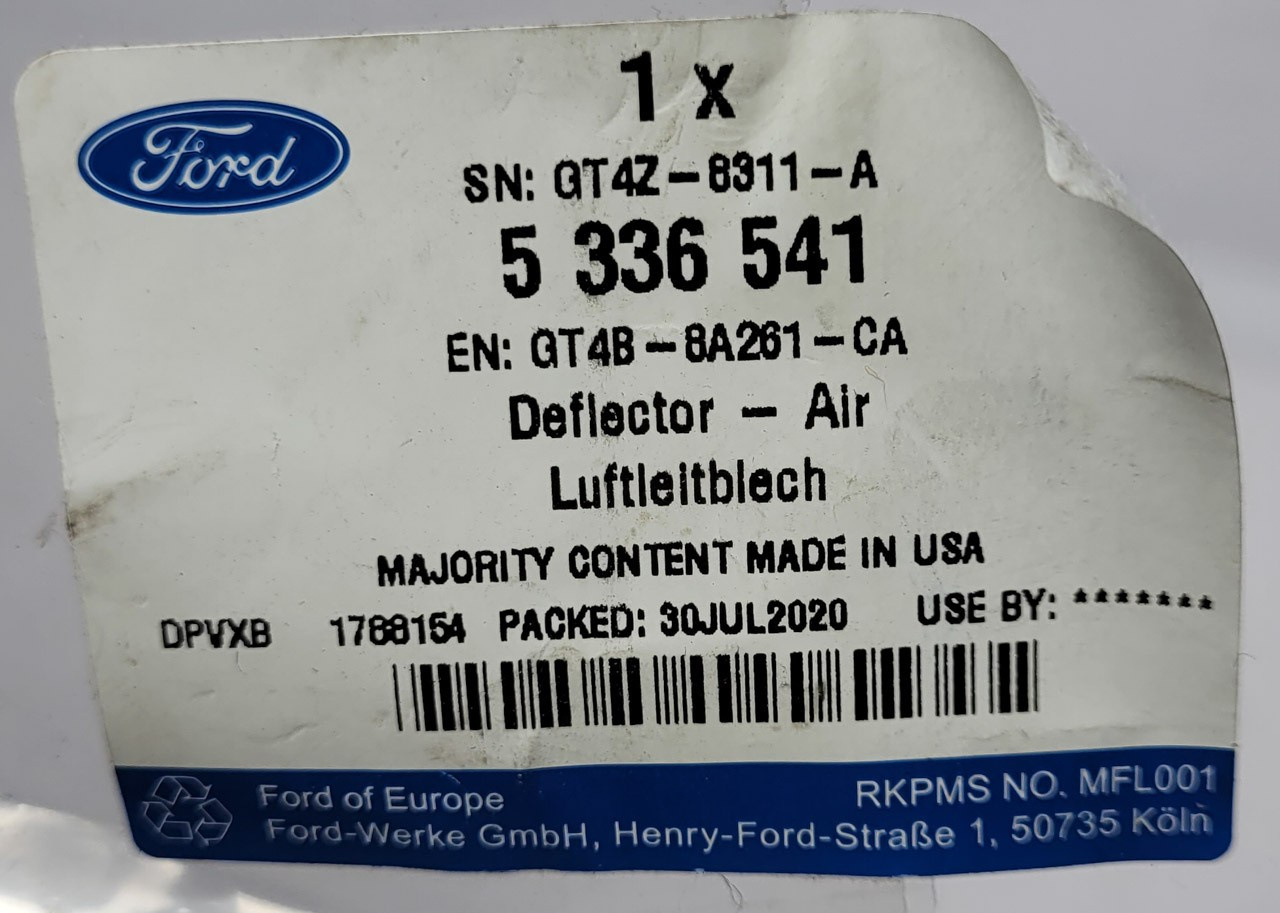 Ford
1 x
SN: GT4Z-8311-A
5 336 541
EN: GT4B-8A261-CA
Deflector - Air
Luftleitblech
MAJORITY CONTENT MADE IN USA
DPVXB 1788154 PACKED: 30JUL2020 USE BY: *******
Ford of Europe RKPMS NO. MFL001
Ford-Werke GmbH, Henry-Ford-Straße 1, 50735 Köln